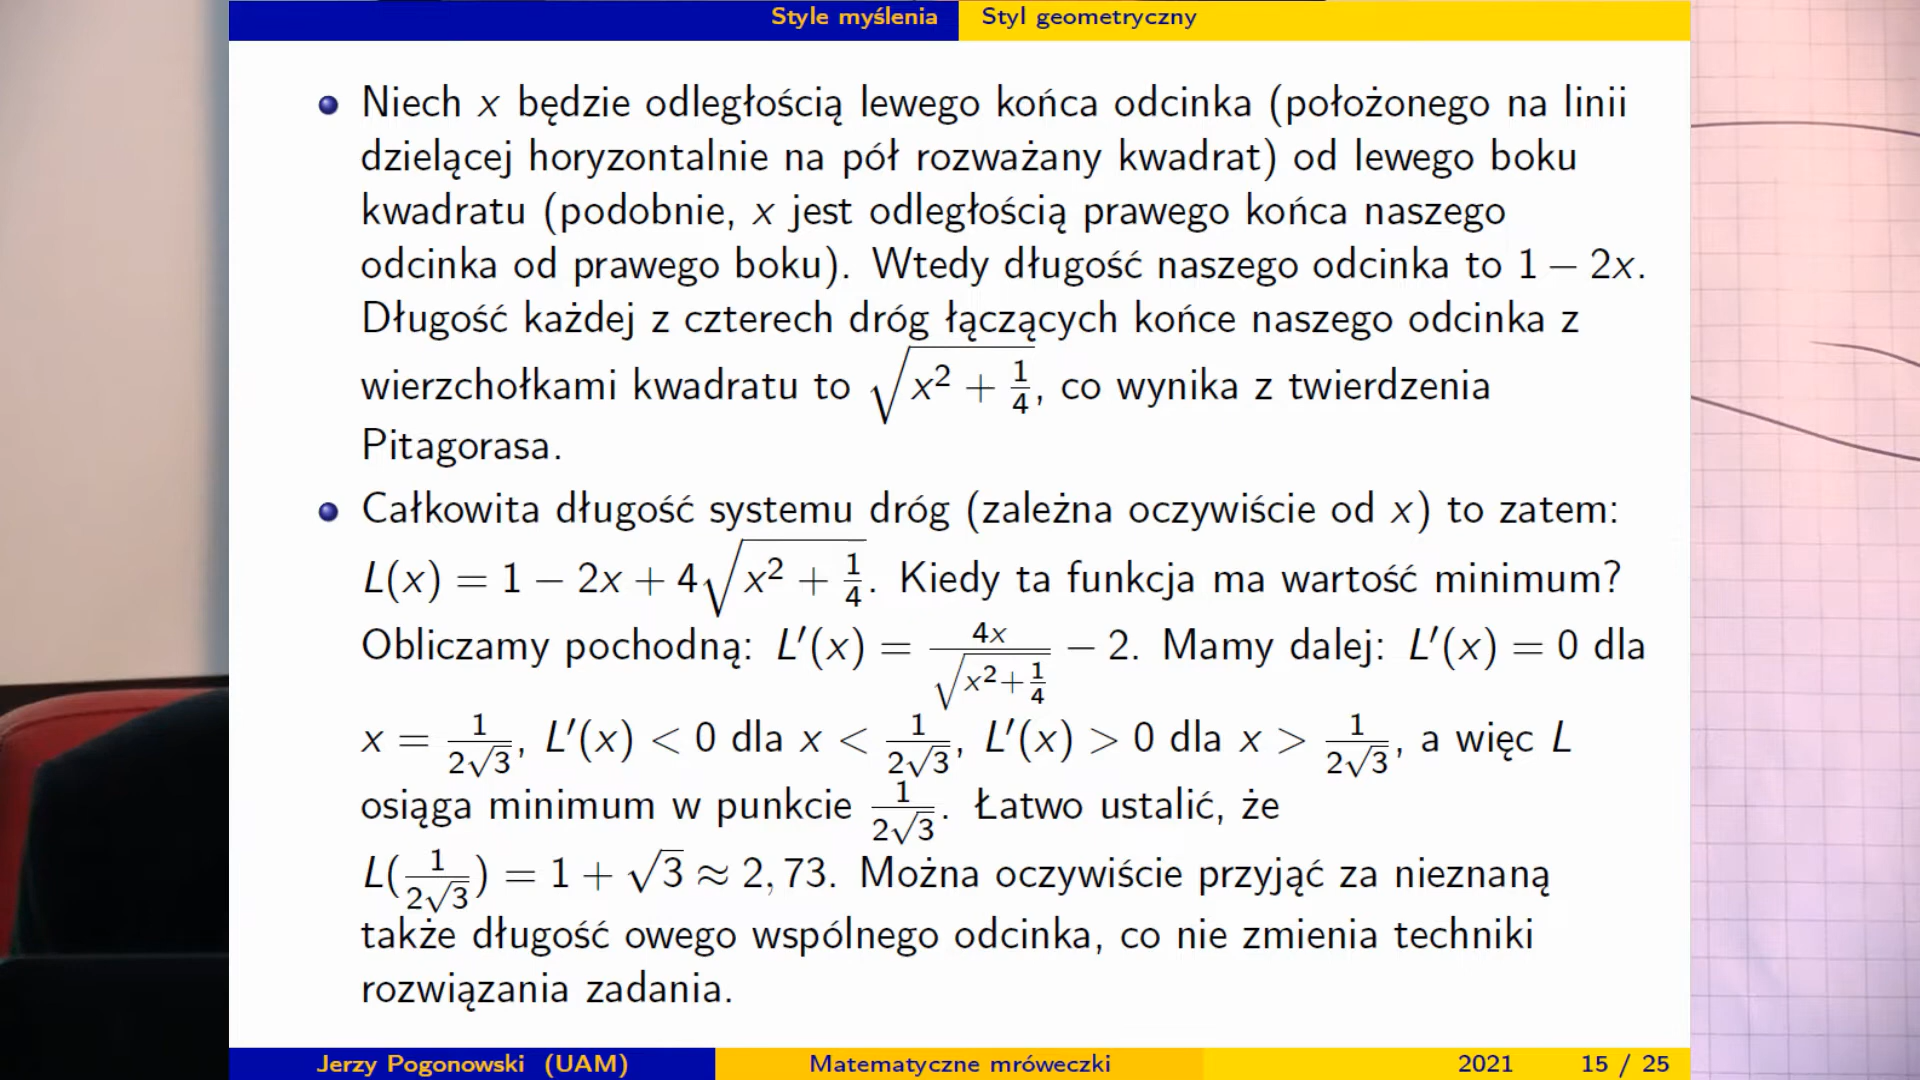 Style myślenia Styl geometryczny
Niech x będzie odległością lewego końca odcinka (położonego na linii
dzielącej horyzontalnie na pół rozważany kwadrat) od lewego boku
kwadratu (podobnie, x jest odległością prawego końca naszego
odcinka od prawego boku). Wtedy długość naszego odcinka to 1 − 2x.
Długość każdej z czterech dróg łączących końce naszego odcinka z
wierzchołkami kwadratu to √(x² + 1/4), co wynika z twierdzenia
Pitagorasa.
Całkowita długość systemu dróg (zależna oczywiście od x) to zatem:
L(x) = 1 − 2x + 4√(x² + 1/4). Kiedy ta funkcja ma wartość minimum?
Obliczamy pochodną: L′(x) = 4x/√(x²+1/4) − 2. Mamy dalej: L′(x) = 0 dla
x = 1/(2√3), L′(x) < 0 dla x < 1/(2√3), L′(x) > 0 dla x > 1/(2√3), a więc L
osiąga minimum w punkcie 1/(2√3). Łatwo ustalić, że
L(1/(2√3)) = 1 + √3 ≈ 2, 73. Można oczywiście przyjąć za nieznaną
także długość owego wspólnego odcinka, co nie zmienia techniki
rozwiązania zadania.
Jerzy Pogonowski (UAM) Matematyczne mróweczki 2021 15 / 25